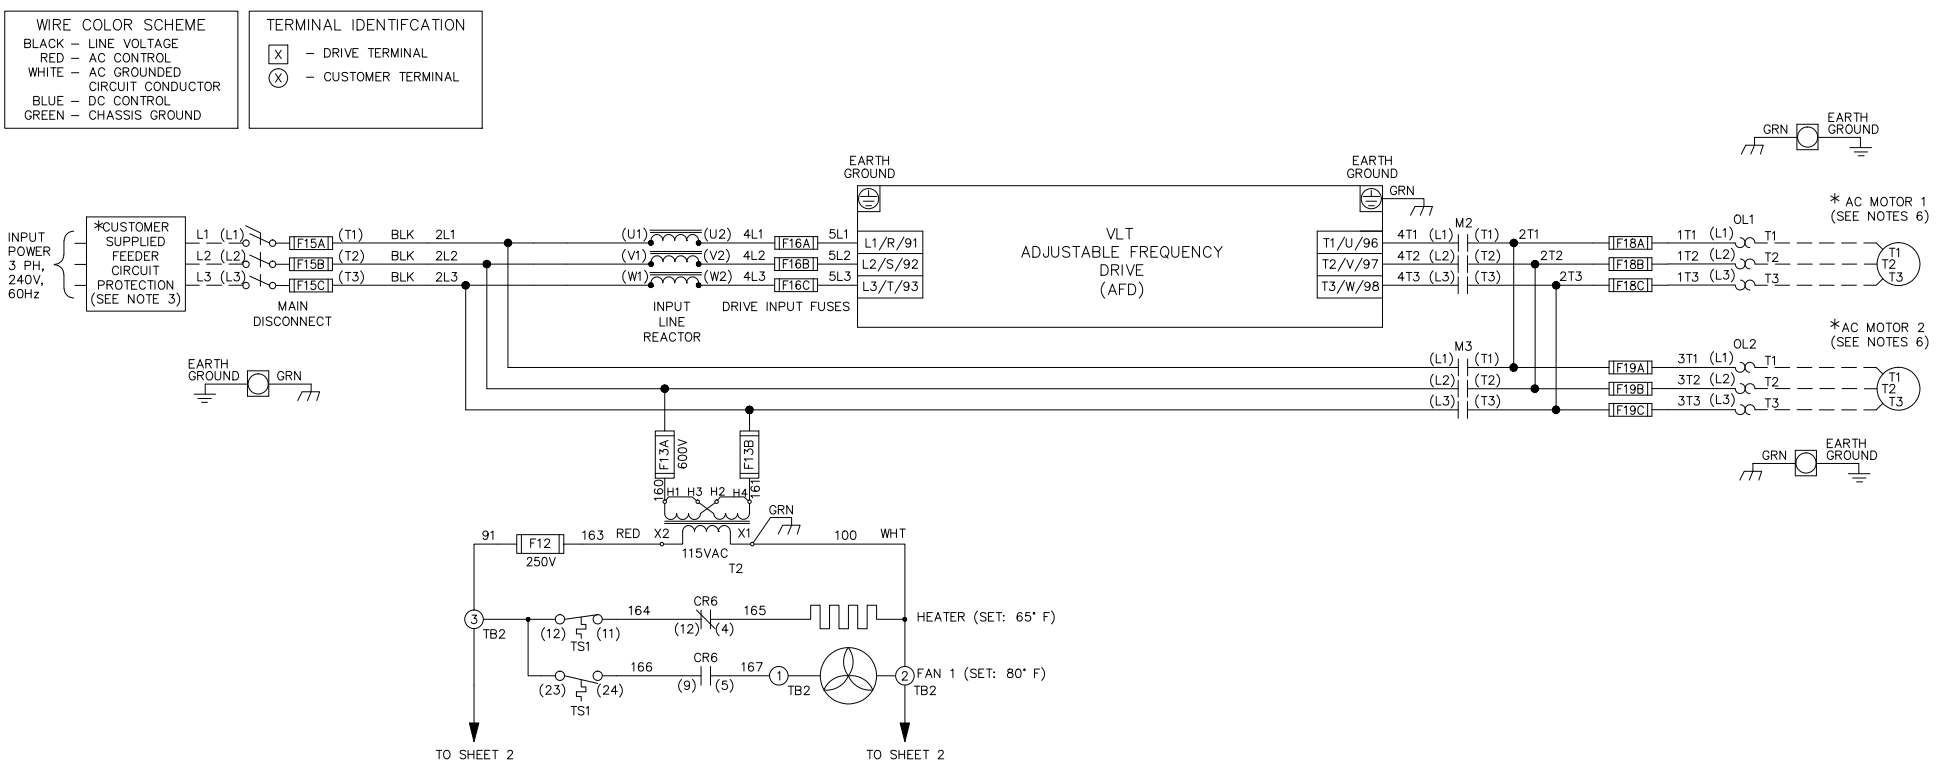 WIRE COLOR SCHEME
BLACK – LINE VOLTAGE
RED – AC CONTROL
WHITE – AC GROUNDED
CIRCUIT CONDUCTOR
BLUE – DC CONTROL
GREEN – CHASSIS GROUND
TERMINAL IDENTIFCATION
X – DRIVE TERMINAL
X – CUSTOMER TERMINAL
GRN
EARTH
GROUND
INPUT
POWER
3 PH,
240V,
60Hz
*CUSTOMER
SUPPLIED
FEEDER
CIRCUIT
PROTECTION
(SEE NOTE 3)
L1 (L1) F15A (T1) BLK 2L1 (U1) (U2) 4L1 F16A 5L1 L1/R/91
L2 (L2) F15B (T2) BLK 2L2 (V1) (V2) 4L2 F16B 5L2 L2/S/92
L3 (L3) F15C (T3) BLK 2L3 (W1) (W2) 4L3 F16C 5L3 L3/T/93
MAIN
DISCONNECT
INPUT
LINE
REACTOR
DRIVE INPUT FUSES
EARTH
GROUND
VLT
ADJUSTABLE FREQUENCY
DRIVE
(AFD)
EARTH
GROUND
GRN
M2
OL1
* AC MOTOR 1
(SEE NOTES 6)
T1/U/96 4T1 (L1) (T1) 2T1 F18A 1T1 (L1) T1 T1
T2/V/97 4T2 (L2) (T2) 2T2 F18B 1T2 (L2) T2 T2
T3/W/98 4T3 (L3) (T3) 2T3 F18C 1T3 (L3) T3 T3
M3
OL2
*AC MOTOR 2
(SEE NOTES 6)
(L1) (T1) F19A 3T1 (L1) T1 T1
(L2) (T2) F19B 3T2 (L2) T2 T2
(L3) (T3) F19C 3T3 (L3) T3 T3
EARTH
GROUND
GRN
GRN
EARTH
GROUND
F13A
600V
F13B
160
H1 H3 H2 H4
161
GRN
91 F12 163 RED X2 X1 100 WHT
250V
115VAC
T2
3
TB2
(12) (11)
TS1
164
CR6
(12) (4)
165
HEATER (SET: 65° F)
(23) (24)
TS1
166
CR6
(9) (5)
167
1
TB2
2
TB2
FAN 1 (SET: 80° F)
TO SHEET 2
TO SHEET 2